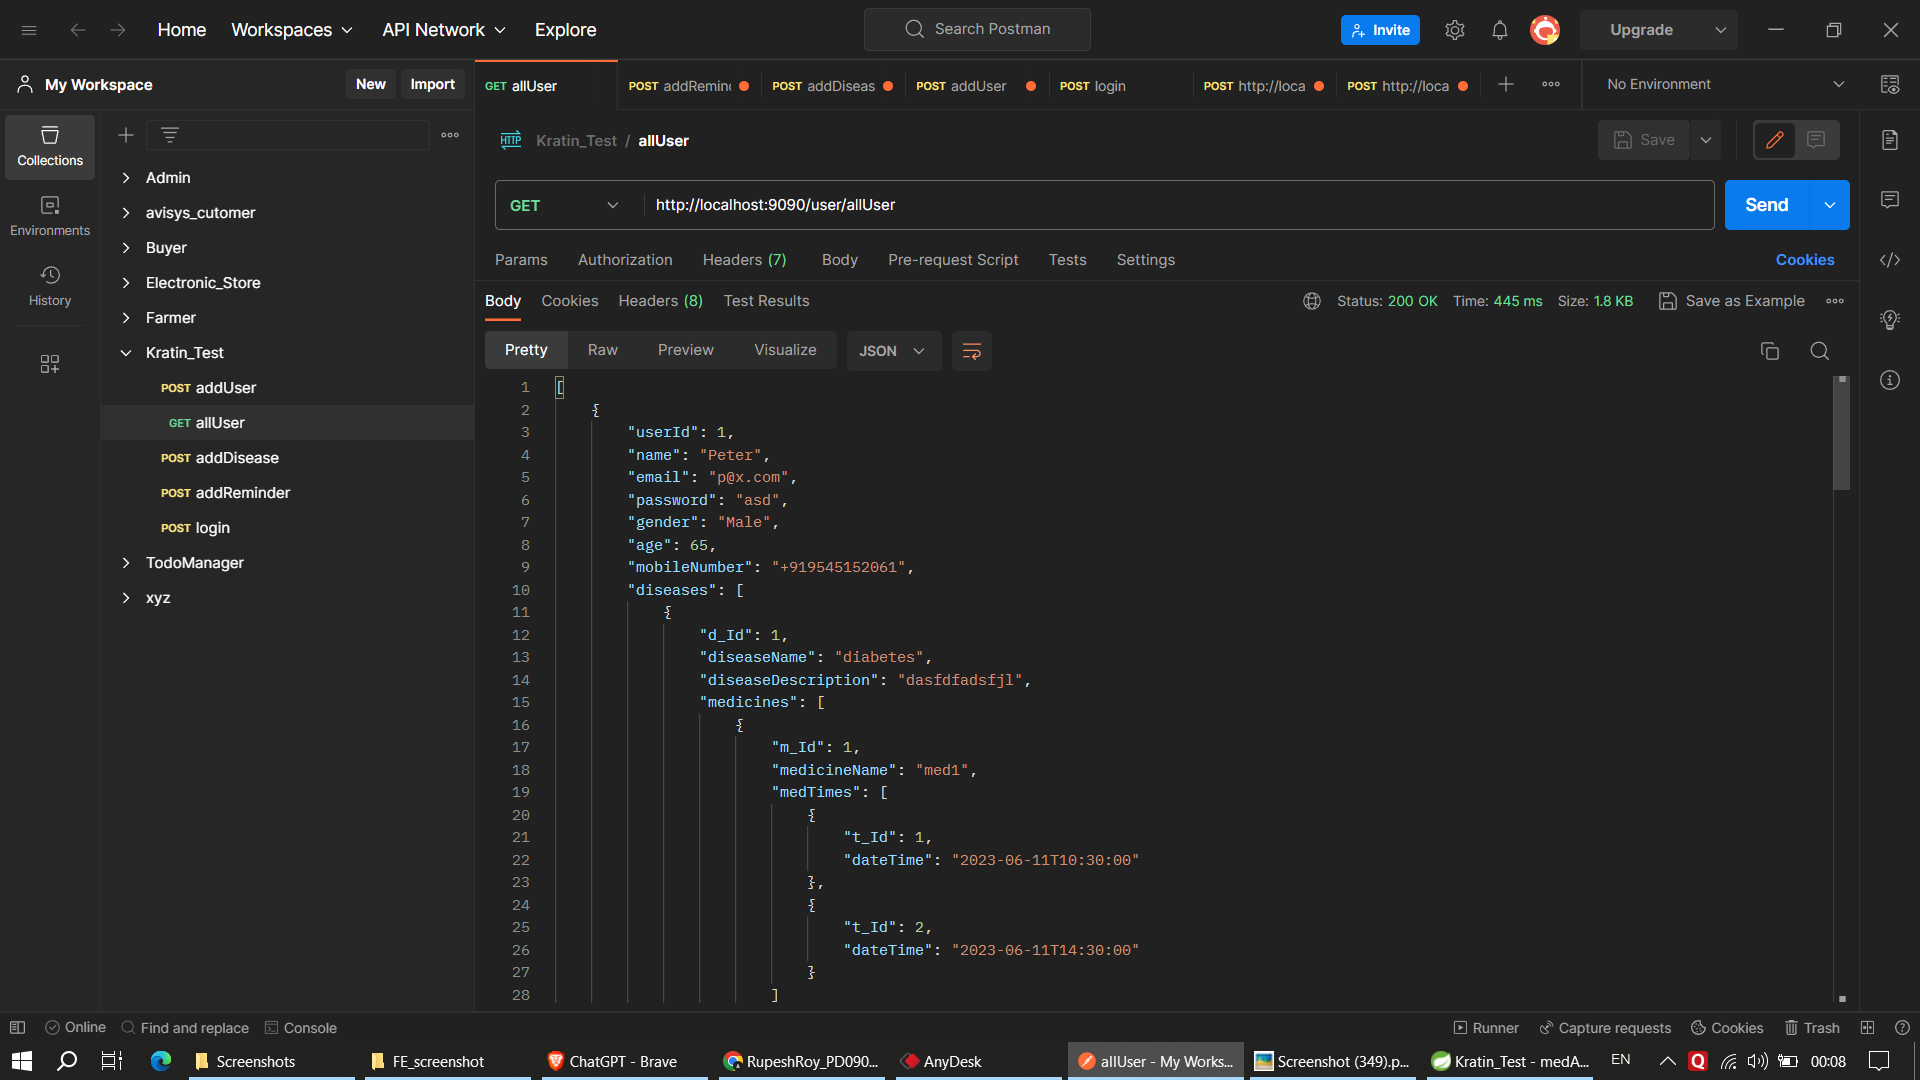 Home Workspaces API Network Explore Search Postman Invite Upgrade
My Workspace New Import GET allUser POST addRemin POST addDiseas POST addUser POST login POST http://loca POST http://loca No Environment
Collections
Environments
History
Admin
avisys_cutomer
Buyer
Electronic_Store
Farmer
Kratin_Test
POST addUser
GET allUser
POST addDisease
POST addReminder
POST login
TodoManager
xyz
HTTP Kratin_Test / allUser Save
GET http://localhost:9090/user/allUser Send
Params Authorization Headers (7) Body Pre-request Script Tests Settings Cookies
Body Cookies Headers (8) Test Results Status: 200 OK Time: 445 ms Size: 1.8 KB Save as Example
Pretty Raw Preview Visualize JSON
1 [
2 {
3 "userId": 1,
4 "name": "Peter",
5 "email": "p@x.com",
6 "password": "asd",
7 "gender": "Male",
8 "age": 65,
9 "mobileNumber": "+919545152061",
10 "diseases": [
11 {
12 "d_Id": 1,
13 "diseaseName": "diabetes",
14 "diseaseDescription": "dasfdfadsfjl",
15 "medicines": [
16 {
17 "m_Id": 1,
18 "medicineName": "med1",
19 "medTimes": [
20 {
21 "t_Id": 1,
22 "dateTime": "2023-06-11T10:30:00"
23 },
24 {
25 "t_Id": 2,
26 "dateTime": "2023-06-11T14:30:00"
27 }
28 ]
Online Find and replace Console Runner Capture requests Cookies Trash
Screenshots FE_screenshot ChatGPT - Brave RupeshRoy_PD090... AnyDesk allUser - My Works... Screenshot (349).p... Kratin_Test - medA... EN 00:08